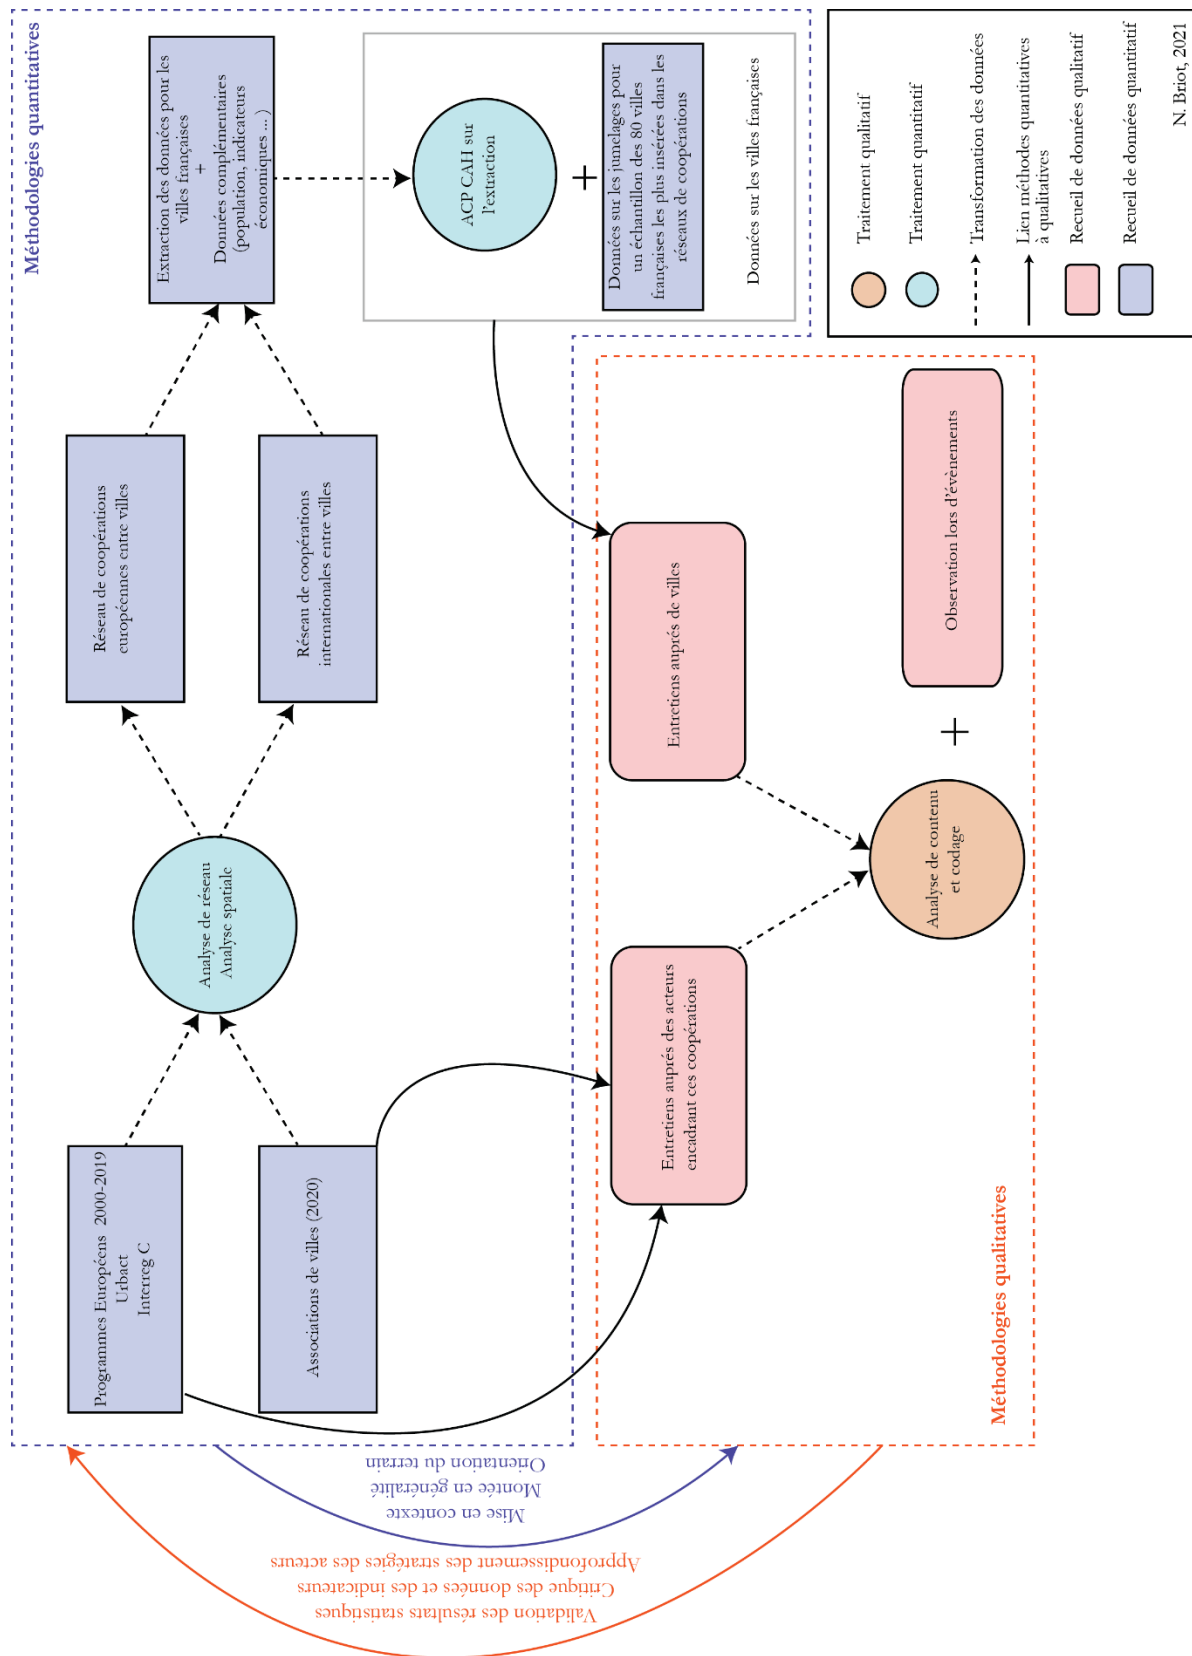 Méthodologies quantitatives
Programmes Européens 2000-2019
Urbact
Interreg C
Associations de villes (2020)
Analyse de réseau
Analyse spatiale
Réseau de coopérations
européennes entre villes
Réseau de coopérations
internationales entre villes
Extraction des données pour les
villes françaises
+
Données complémentaires
(population, indicateurs
économiques ... )
ACP CAH sur
l'extraction
+
Données sur les jumelages pour
un échantillon des 80 villes
françaises les plus insérées dans les
réseaux de coopérations
Données sur les villes françaises
Mise en contexte
Montée en généralité
Orientation du terrain
Validation des résultats statistiques
Critique des données et des indicateurs
Approfondissement des stratégies des acteurs
Entretiens auprés des acteurs
encadrant ces coopérations
Entretiens auprés de villes
Analyse de contenu
et codage
+
Observation lors d'évènements
Méthodologies qualitatives
Traitement qualitatif
Traitement quantitatif
Transformation des données
Lien méthodes quantitatives
à qualitatives
Recueil de données qualitatif
Recueil de données quantitatif
N. Briot, 2021